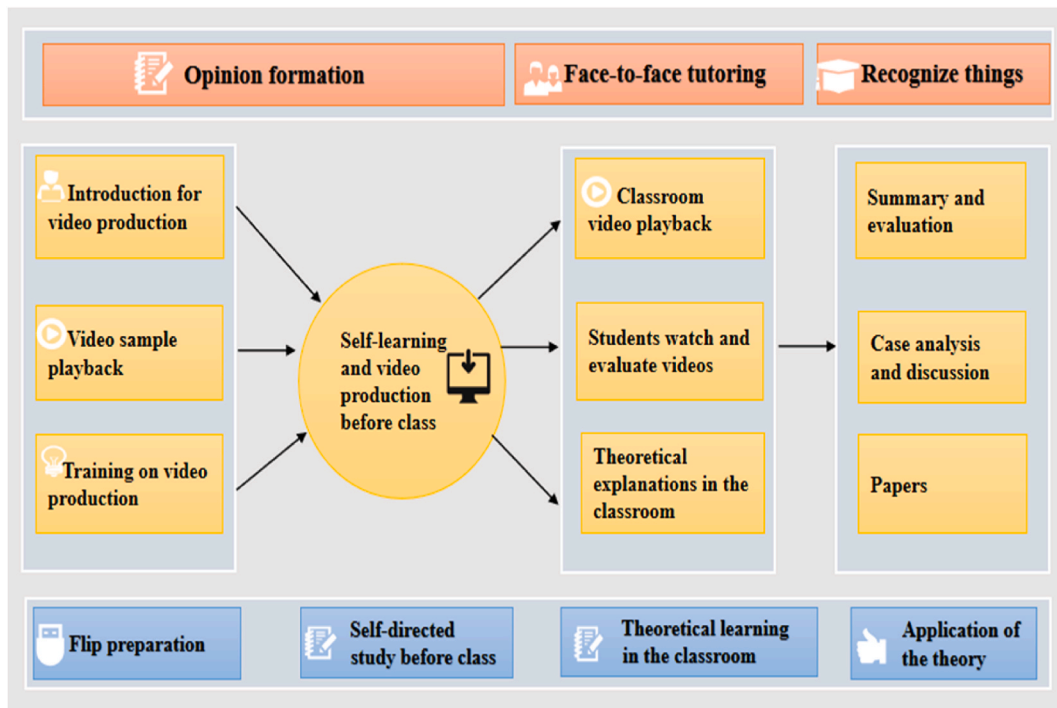 Opinion formation
Face-to-face tutoring
Recognize things
Introduction for
video production
Video sample
playback
Training on video
production
Self-learning
and video
production
before class
Classroom
video playback
Students watch and
evaluate videos
Theoretical
explanations in the
classroom
Summary and
evaluation
Case analysis
and discussion
Papers
Flip preparation
Self-directed
study before class
Theoretical learning
in the classroom
Application of
the theory